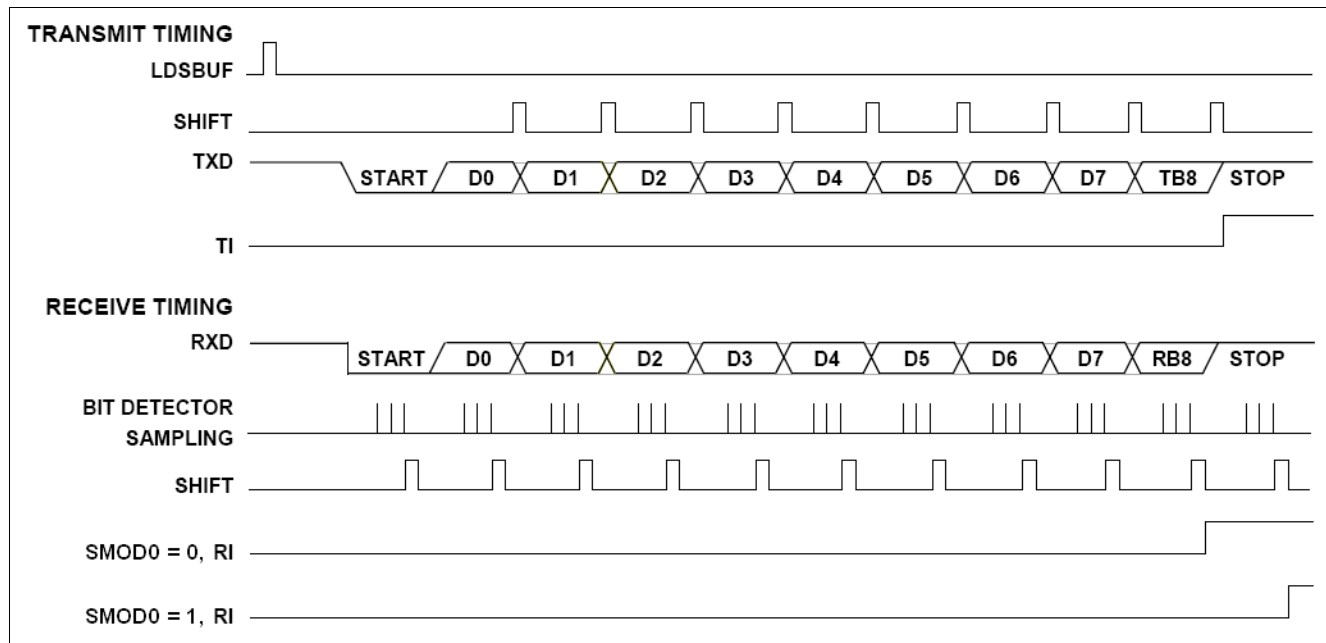 TRANSMIT TIMING
LDSBUF
SHIFT
TXD START D0 D1 D2 D3 D4 D5 D6 D7 TB8 STOP
TI
RECEIVE TIMING
RXD START D0 D1 D2 D3 D4 D5 D6 D7 RB8 STOP
BIT DETECTOR
SAMPLING
SHIFT
SMOD0 = 0, RI
SMOD0 = 1, RI